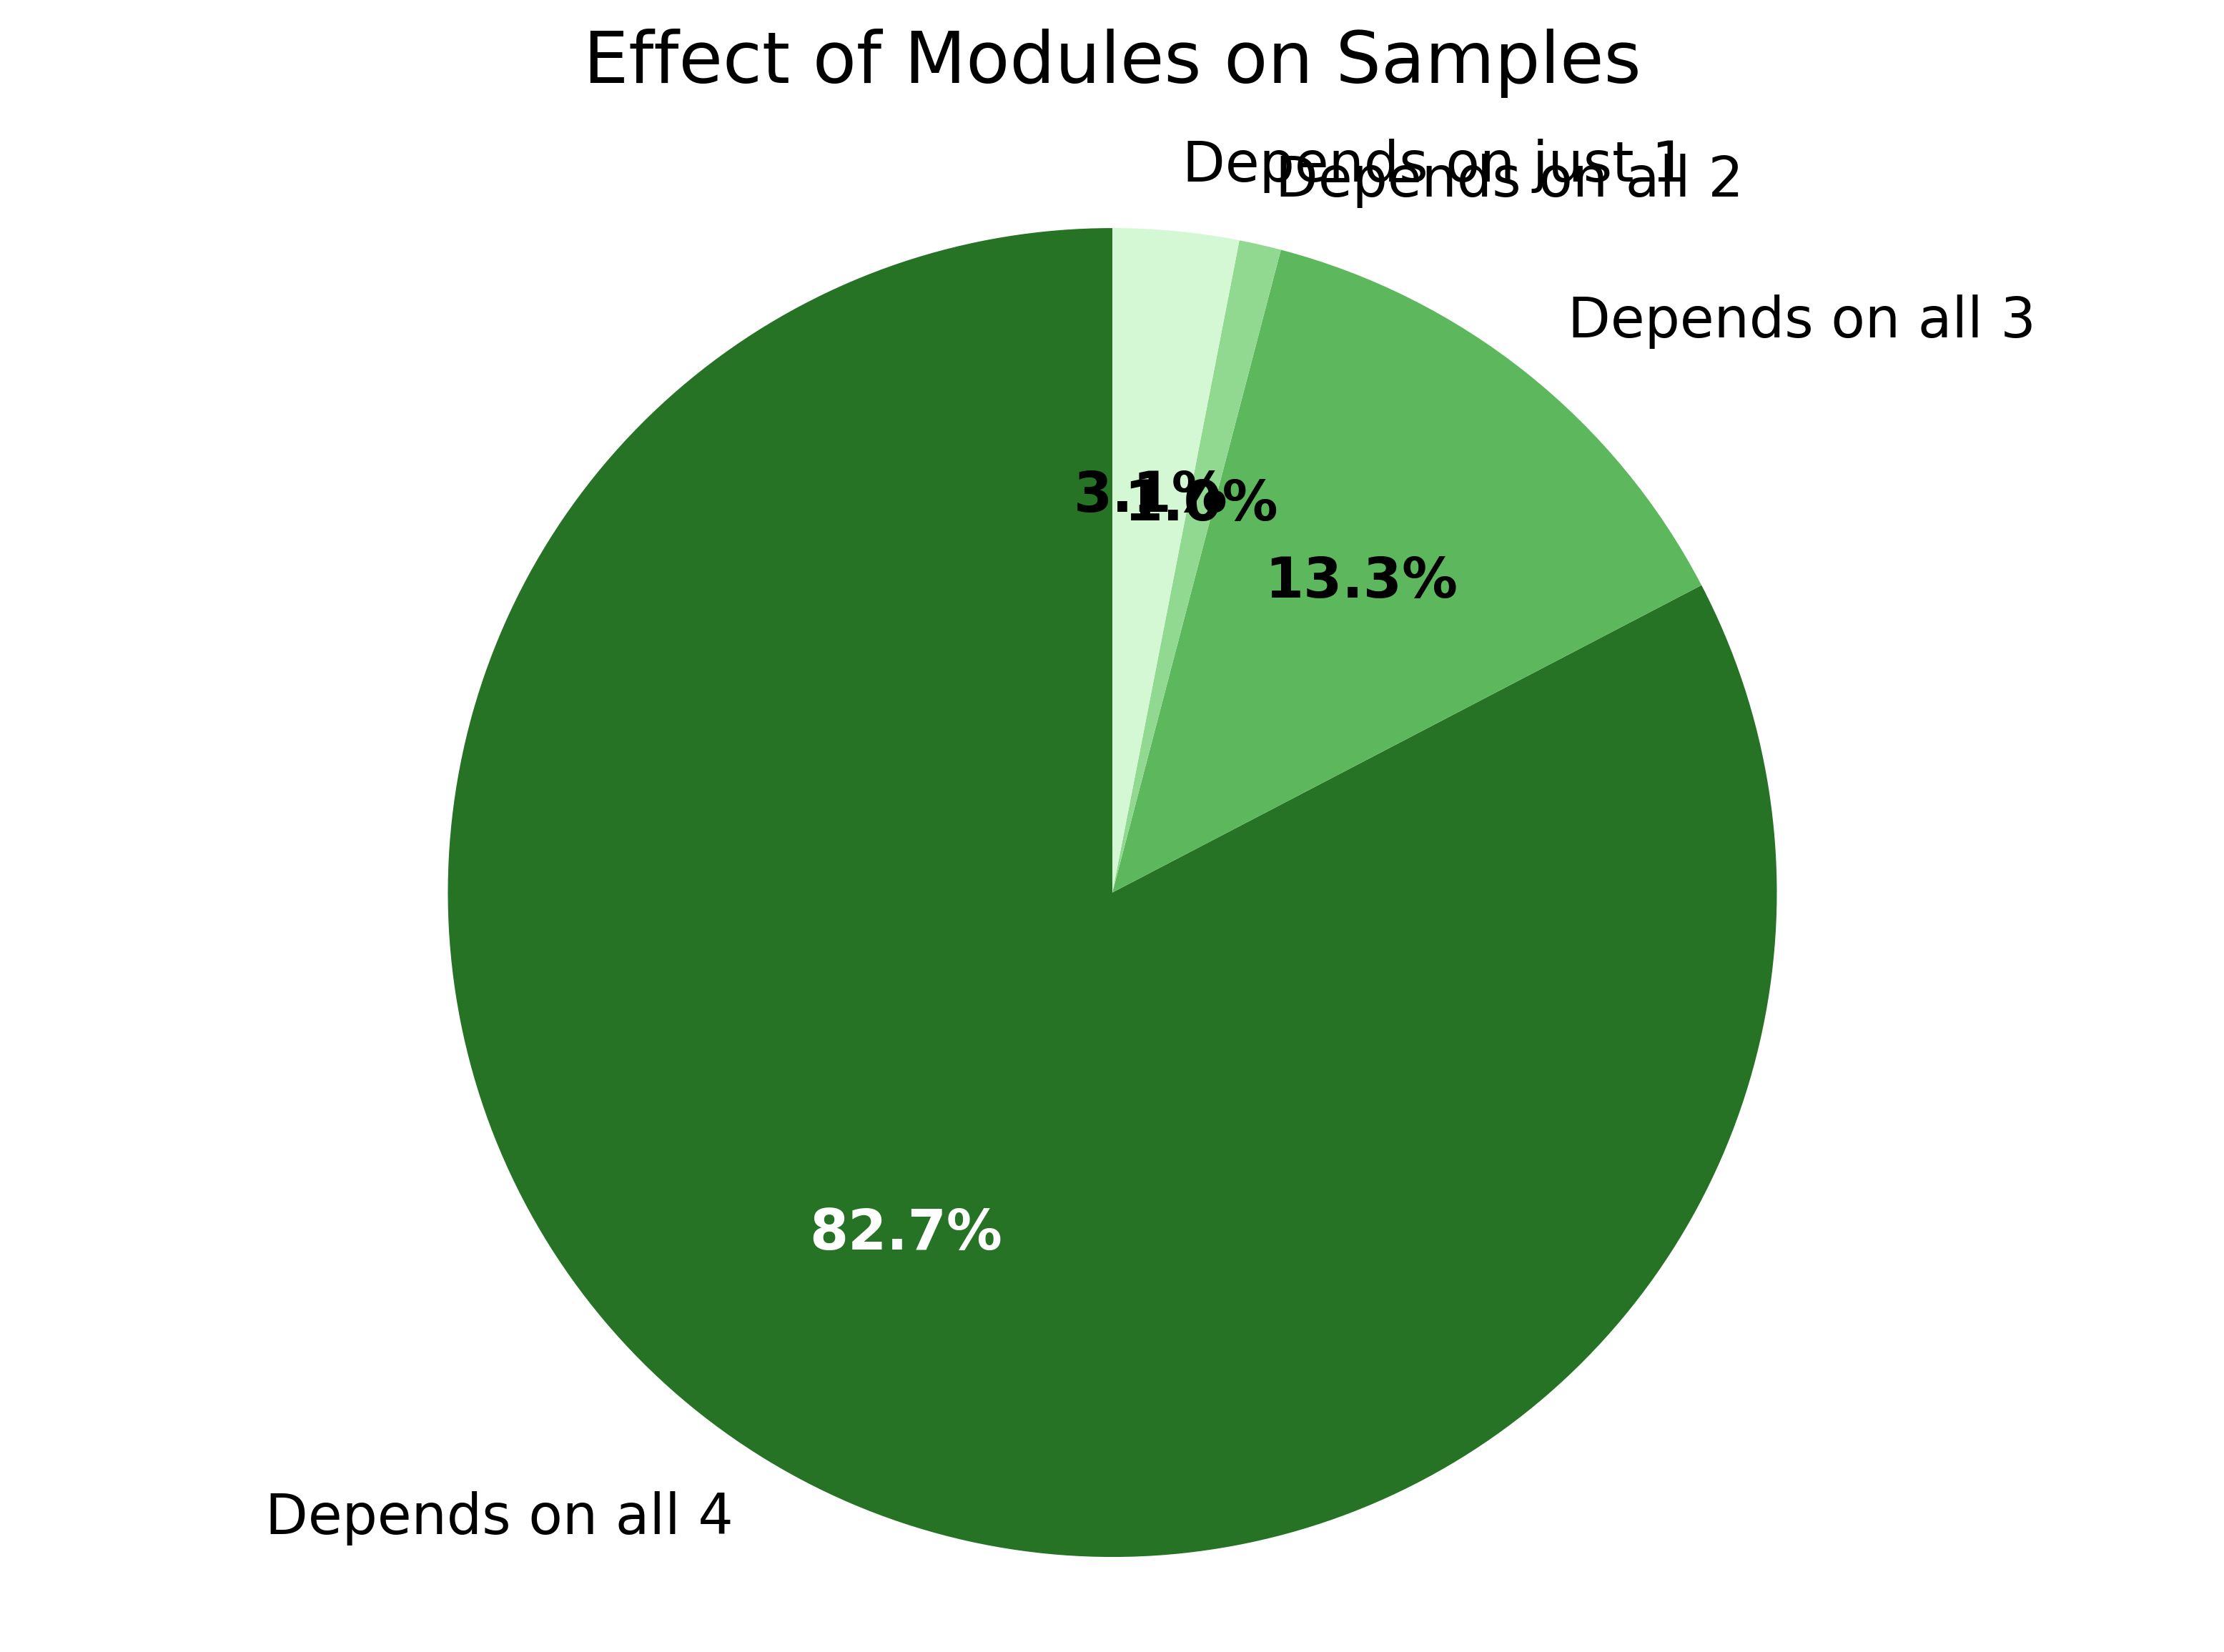 Effect of Modules on Samples
Depends on just 1
Depends on all 2
Depends on all 3
3.1%
1.0%
13.3%
82.7%
Depends on all 4